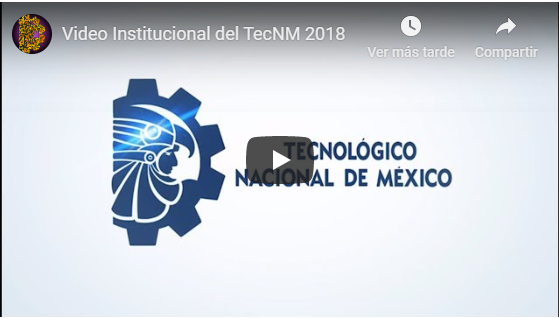 Video Institucional del TecNM 2018
Ver más tarde
Compartir
TECNOLÓGICO
NACIONAL DE MÉXICO